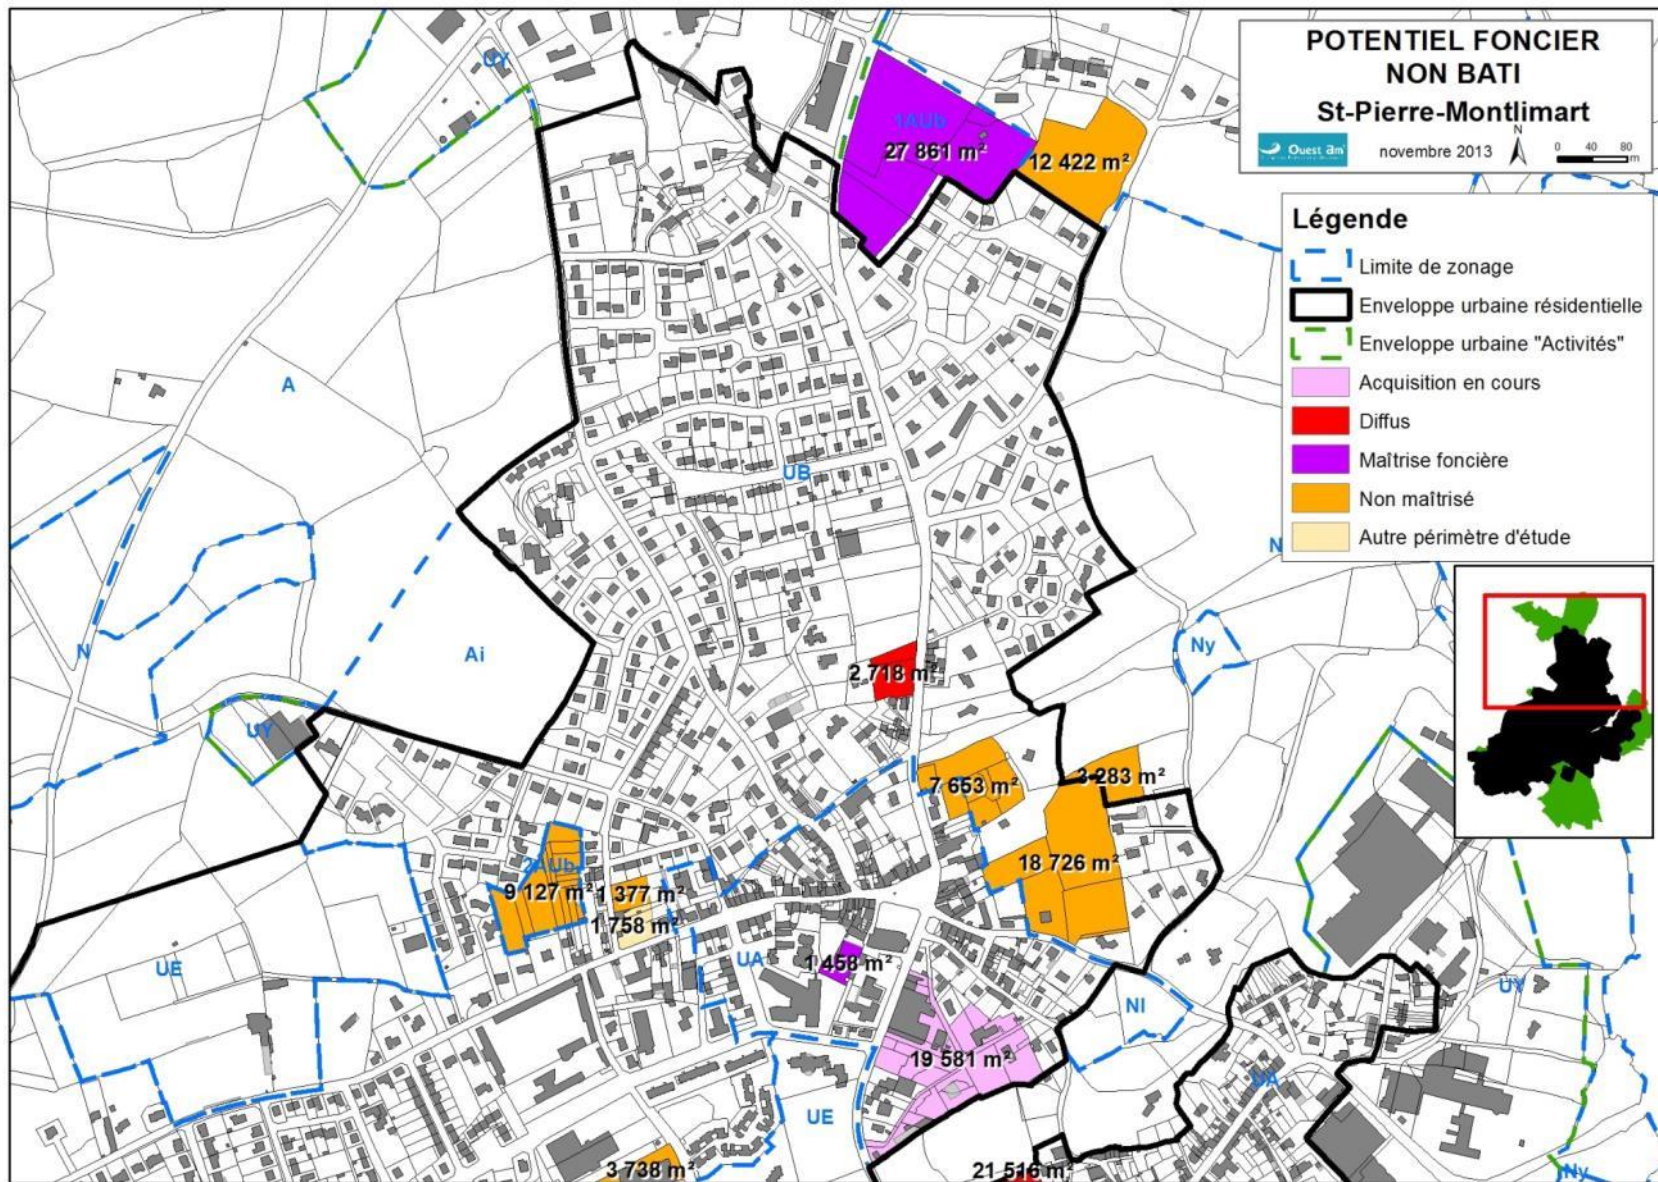 POTENTIEL FONCIER
NON BATI
St-Pierre-Montlimart
Ouest am'
novembre 2013
N
0 40 80
m
Légende
Limite de zonage
Enveloppe urbaine résidentielle
Enveloppe urbaine "Activités"
Acquisition en cours
Diffus
Maîtrise foncière
Non maîtrisé
Autre périmètre d'étude
UY
1AUb
27 861 m²
12 422 m²
A
UB
N
Ny
N
Ai
2 718 m²
UY
7 653 m²
3 283 m²
2AUb
9 127 m²
1 377 m²
18 726 m²
1 758 m²
UE
UA
1 458 m²
UY
Nl
19 581 m²
UA
UE
3 738 m²
21 516 m²
Ny